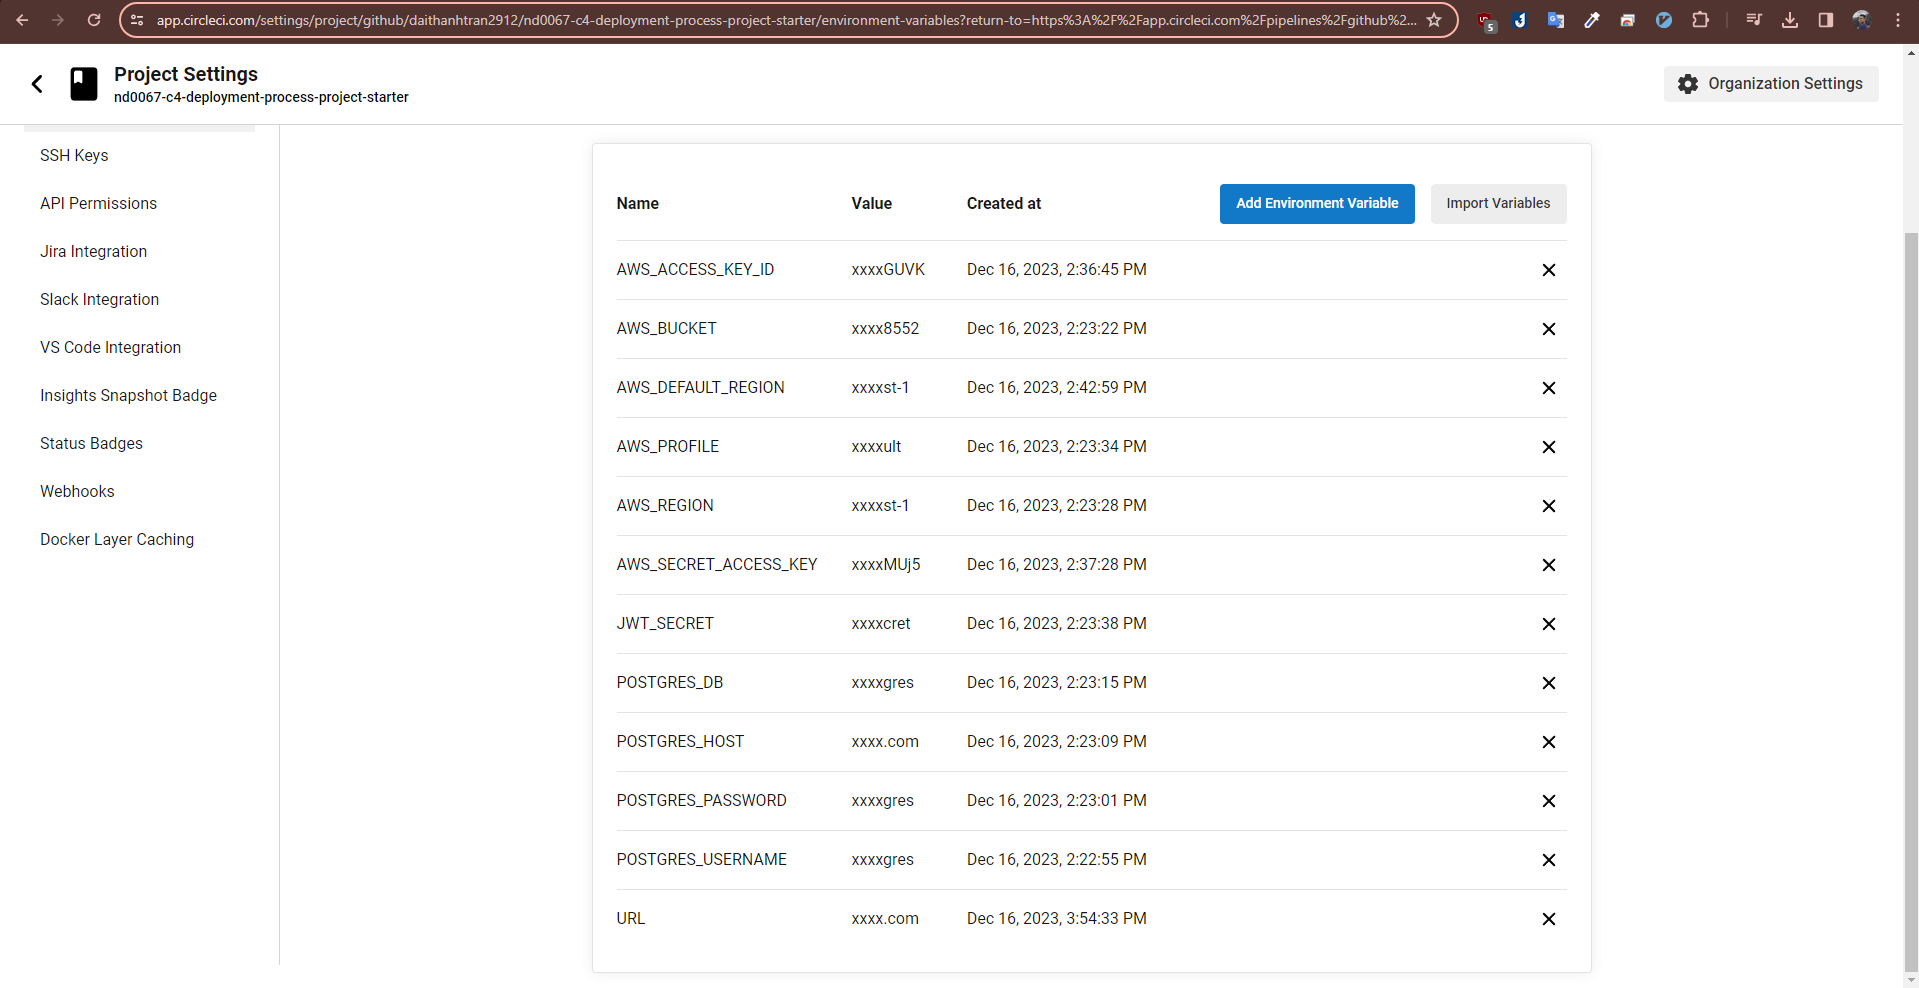 app.circleci.com/settings/project/github/daithanhtran2912/nd0067-c4-deployment-process-project-starter/environment-variables?return-to=https%3A%2F%2Fapp.circleci.com%2Fpipelines%2Fgithub%2...
5
Project Settings
nd0067-c4-deployment-process-project-starter
Organization Settings
SSH Keys
API Permissions
Jira Integration
Slack Integration
VS Code Integration
Insights Snapshot Badge
Status Badges
Webhooks
Docker Layer Caching
Name Value Created at Add Environment Variable Import Variables
AWS_ACCESS_KEY_ID xxxxGUVK Dec 16, 2023, 2:36:45 PM
AWS_BUCKET xxxx8552 Dec 16, 2023, 2:23:22 PM
AWS_DEFAULT_REGION xxxxst-1 Dec 16, 2023, 2:42:59 PM
AWS_PROFILE xxxxult Dec 16, 2023, 2:23:34 PM
AWS_REGION xxxxst-1 Dec 16, 2023, 2:23:28 PM
AWS_SECRET_ACCESS_KEY xxxxMUj5 Dec 16, 2023, 2:37:28 PM
JWT_SECRET xxxxcret Dec 16, 2023, 2:23:38 PM
POSTGRES_DB xxxxgres Dec 16, 2023, 2:23:15 PM
POSTGRES_HOST xxxx.com Dec 16, 2023, 2:23:09 PM
POSTGRES_PASSWORD xxxxgres Dec 16, 2023, 2:23:01 PM
POSTGRES_USERNAME xxxxgres Dec 16, 2023, 2:22:55 PM
URL xxxx.com Dec 16, 2023, 3:54:33 PM